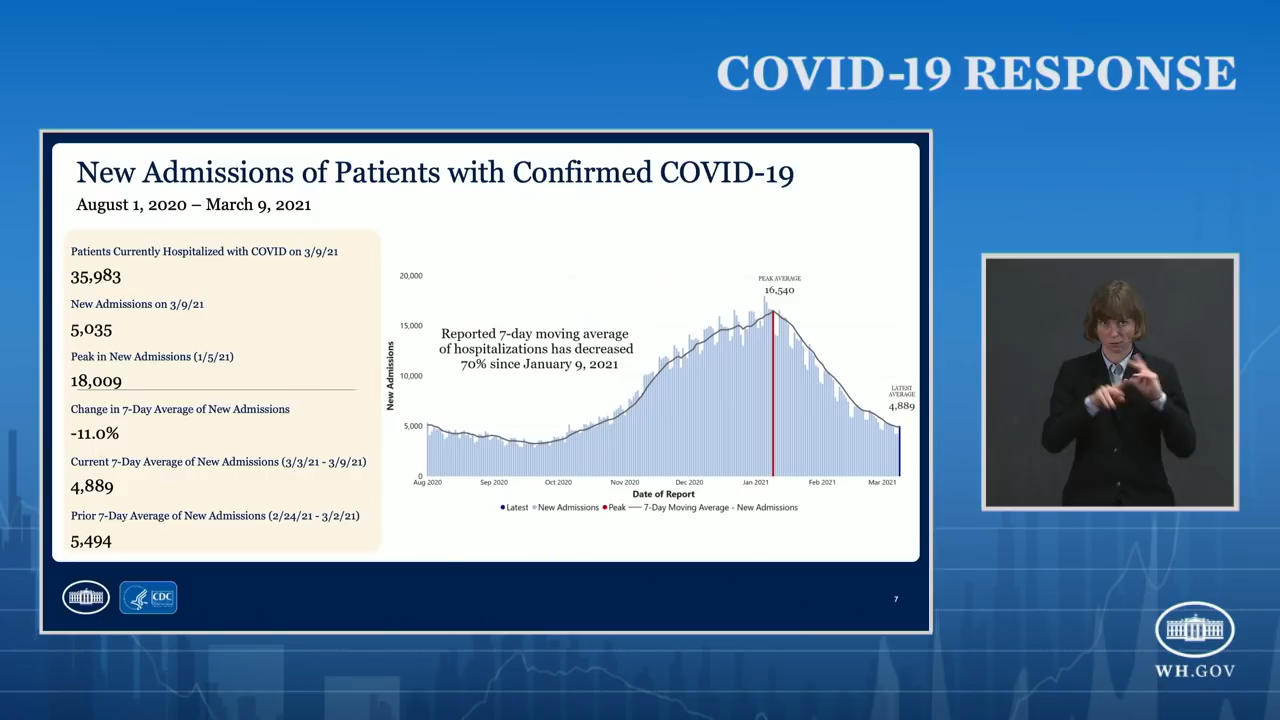 COVID-19 RESPONSE
New Admissions of Patients with Confirmed COVID-19
August 1, 2020 – March 9, 2021
Patients Currently Hospitalized with COVID on 3/9/21
35,983
New Admissions on 3/9/21
5,035
Peak in New Admissions (1/5/21)
18,009
Change in 7-Day Average of New Admissions
-11.0%
Current 7-Day Average of New Admissions (3/3/21 - 3/9/21)
4,889
Prior 7-Day Average of New Admissions (2/24/21 - 3/2/21)
5,494
20,000
15,000
10,000
5,000
0
New Admissions
Reported 7-day moving average
of hospitalizations has decreased
70% since January 9, 2021
PEAK AVERAGE
16,540
LATEST
AVERAGE
4,889
Aug 2020 Sep 2020 Oct 2020 Nov 2020 Dec 2020 Jan 2021 Feb 2021 Mar 2021
Date of Report
Latest New Admissions Peak 7-Day Moving Average - New Admissions
CDC
7
WH.GOV